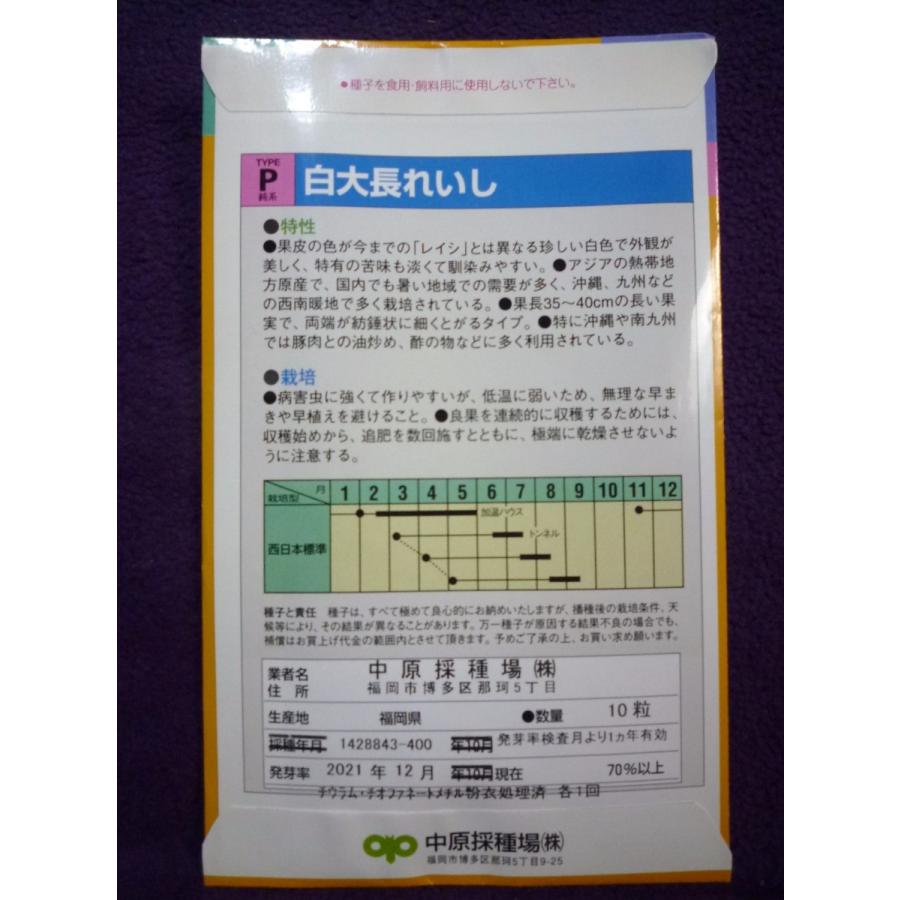 ●種子を食用・飼料用に使用しないで下さい。
TYPE
P
純系
白大長れいし
●特性
●果皮の色が今までの「レイシ」とは異なる珍しい白色で外観が
美しく、特有の苦味も淡くて馴染みやすい。●アジアの熱帯地
方原産で、国内でも暑い地域での需要が多く、沖縄、九州など
の西南暖地で多く栽培されている。●果長35〜40cmの長い果
実で、両端が紡錘状に細くとがるタイプ。●特に沖縄や南九州
では豚肉との油炒め、酢の物などに多く利用されている。
●栽培
●病害虫に強くて作りやすいが、低温に弱いため、無理な早ま
きや早植えを避けること。●良果を連続的に収穫するためには、
収穫始めから、追肥を数回施すとともに、極端に乾燥させないよ
うに注意する。
栽培型 月 1 2 3 4 5 6 7 8 9 10 11 12
加温ハウス
トンネル
西日本標準
種子と責任 種子は、すべて極めて良心的にお納めいたしますが、播種後の栽培条件、天
候等により、その結果が異なることがあります。万一種子が原因する結果不良の場合でも、
補償はお買上げ代金の範囲内とさせて頂きます。予めご了承の上、お買い求め願います。
業者名 中原採種場(株)
住所 福岡市博多区那珂5丁目
生産地 福岡県 ●数量 10粒
採種年月 1428843-400 年10月 発芽率検査月より1ヵ年有効
発芽率 2021年12月 年10月現在 70%以上
チウラム・チオファネートメチル粉衣処理済 各1回
中原採種場(株)
福岡市博多区那珂5丁目9-25